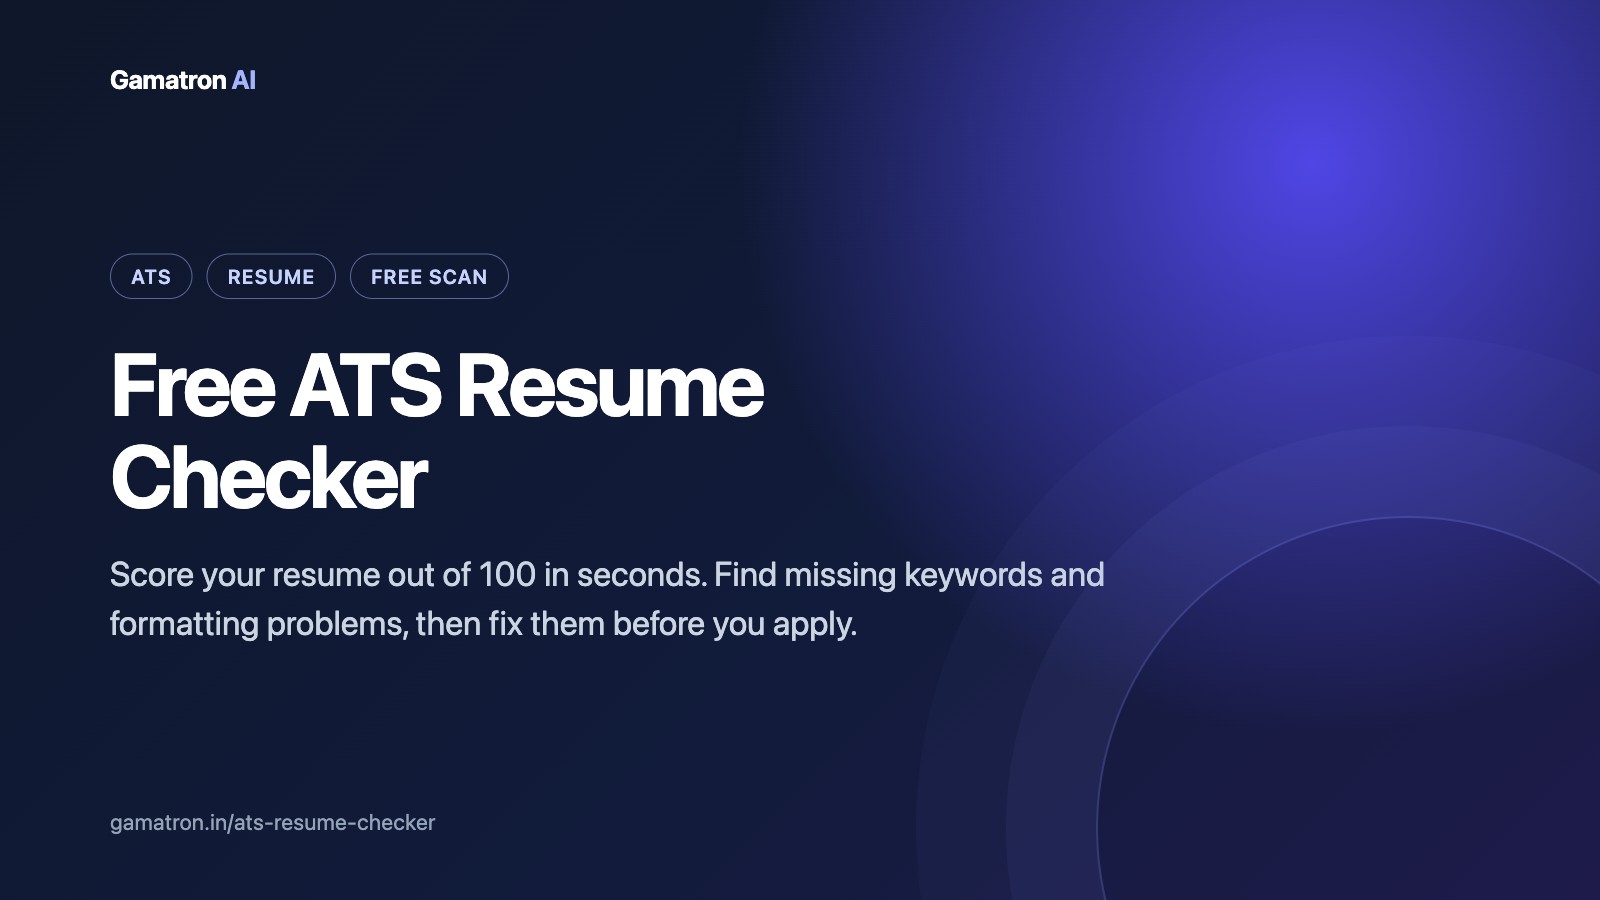 Gamatron AI
ATS RESUME FREE SCAN
Free ATS Resume
Checker
Score your resume out of 100 in seconds. Find missing keywords and
formatting problems, then fix them before you apply.
gamatron.in/ats-resume-checker